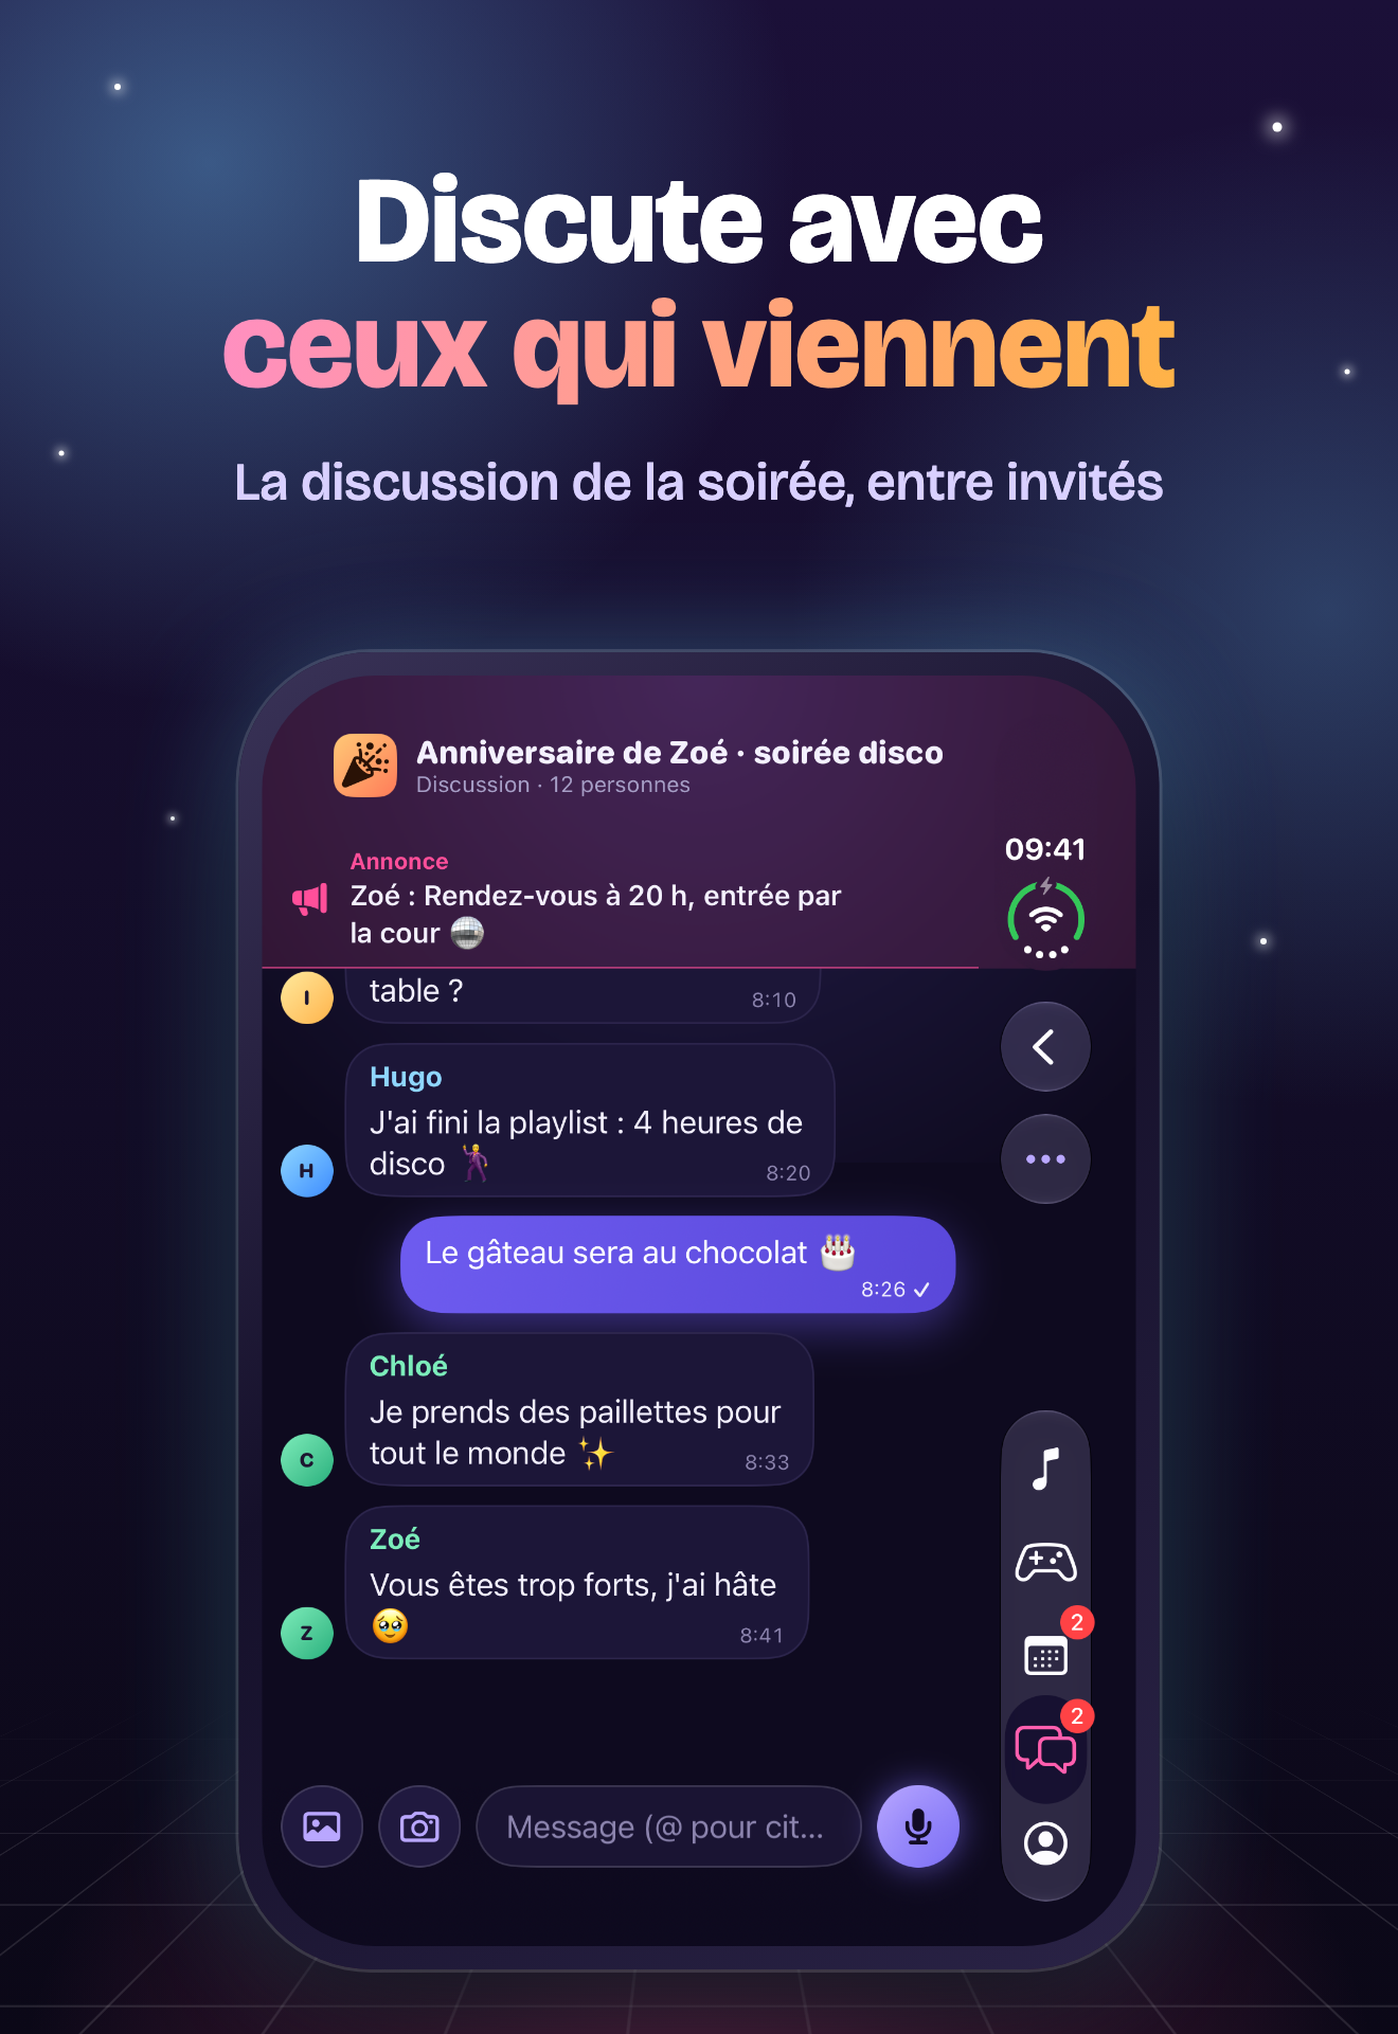 Discute avec
ceux qui viennent
La discussion de la soirée, entre invités
Anniversaire de Zoé · soirée disco
Discussion · 12 personnes
09:41
Annonce
Zoé : Rendez-vous à 20 h, entrée par
la cour
I
table ?
8:10
Hugo
J'ai fini la playlist : 4 heures de
disco
8:20
H
Le gâteau sera au chocolat
8:26
Chloé
Je prends des paillettes pour
tout le monde
8:33
C
Zoé
Vous êtes trop forts, j'ai hâte
8:41
Z
2
2
Message (@ pour cit...